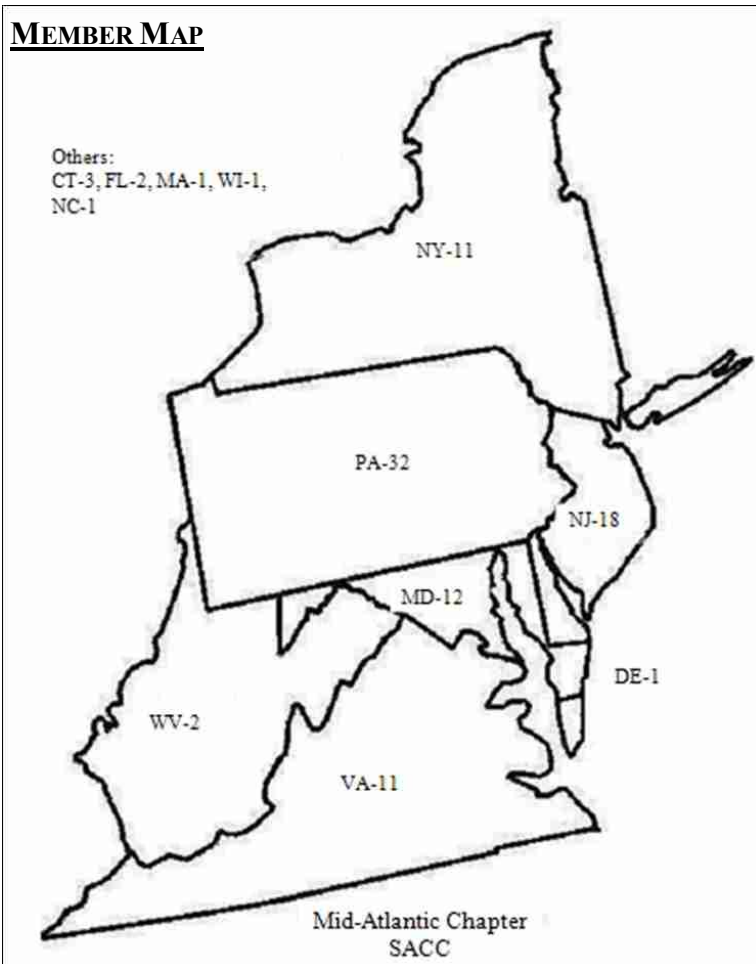 MEMBER MAP
Others:
CT-3, FL-2, MA-1, WI-1,
NC-1
NY-11
PA-32
NJ-18
MD-12
DE-1
WV-2
VA-11
Mid-Atlantic Chapter
SACC